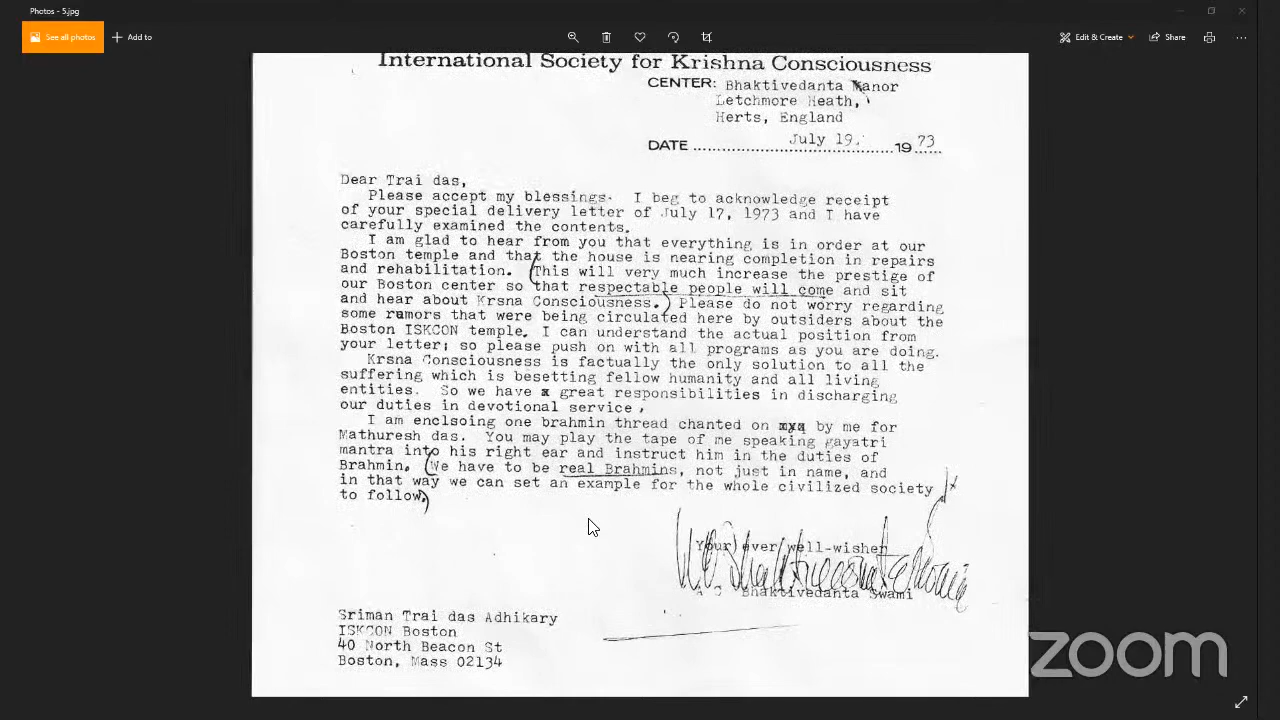 Photos - 5.jpg
See all photos
Add to
Edit & Create
Share
International Society for Krishna Consciousness
CENTER: Bhaktivedanta Manor
Letchmore Heath,
Herts, England
DATE July 19, 1973
Dear Trai das,
Please accept my blessings. I beg to acknowledge receipt
of your special delivery letter of July 17, 1973 and I have
carefully examined the contents.
I am glad to hear from you that everything is in order at our
Boston temple and that the house is nearing completion in repairs
and rehabilitation. (This will very much increase the prestige of
our Boston center so that respectable people will come and sit
and hear about Krsna Consciousness.) Please do not worry regarding
some rumors that were being circulated here by outsiders about the
Boston ISKCON temple. I can understand the actual position from
your letter; so please push on with all programs as you are doing.
Krsna Consciousness is factually the only solution to all the
suffering which is besetting fellow humanity and all living
entities. So we have a great responsibilities in discharging
our duties in devotional service,
I am enclsoing one brahmin thread chanted on by me for
Mathuresh das. You may play the tape of me speaking gayatri
mantra into his right ear and instruct him in the duties of
Brahmin. (We have to be real Brahmins, not just in name, and
in that way we can set an example for the whole civilized society
to follow.)
Your ever well-wisher
A C Bhaktivedanta Swami
Sriman Trai das Adhikary
ISKCON Boston
40 North Beacon St
Boston, Mass 02134
zoom